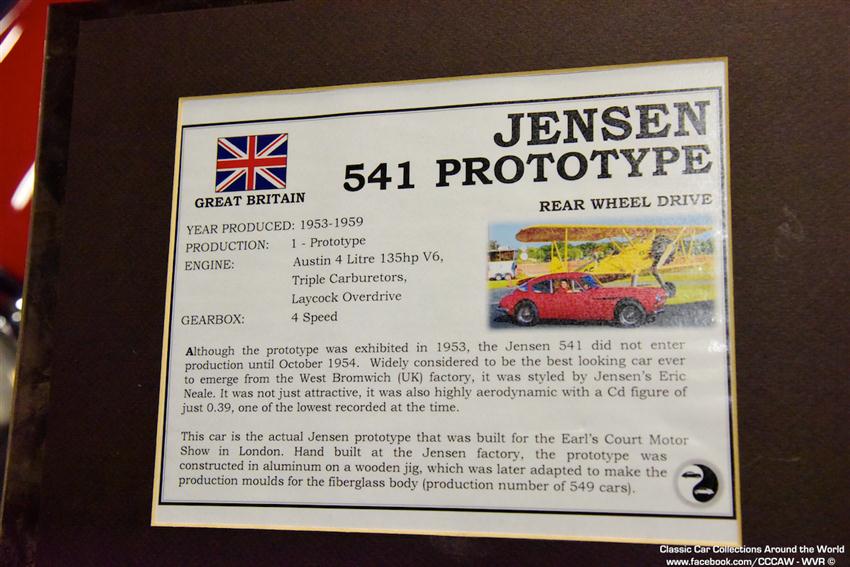 JENSEN
541 PROTOTYPE
GREAT BRITAIN
REAR WHEEL DRIVE
YEAR PRODUCED: 1953-1959
PRODUCTION: 1 - Prototype
ENGINE: Austin 4 Litre 135hp V6,
Triple Carburetors,
Laycock Overdrive
GEARBOX: 4 Speed
Although the prototype was exhibited in 1953, the Jensen 541 did not enter
production until October 1954. Widely considered to be the best looking car ever
to emerge from the West Bromwich (UK) factory, it was styled by Jensen's Eric
Neale. It was not just attractive, it was also highly aerodynamic with a Cd figure of
just 0.39, one of the lowest recorded at the time.
This car is the actual Jensen prototype that was built for the Earl's Court Motor
Show in London. Hand built at the Jensen factory, the prototype was
constructed in aluminum on a wooden jig, which was later adapted to make the
production moulds for the fiberglass body (production number of 549 cars).
Classic Car Collections Around the World
www.facebook.com/CCCAW - WVR ©